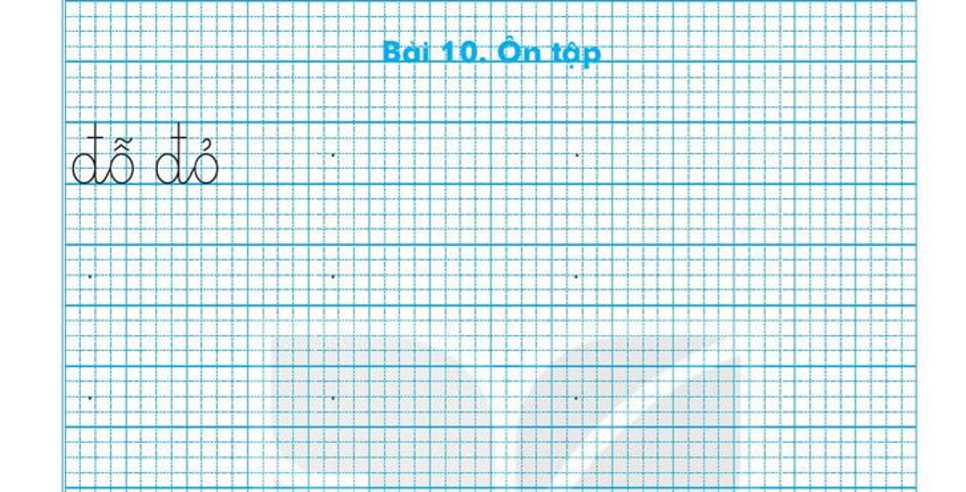 Bài 10. Ôn tập
đỗ đỏ